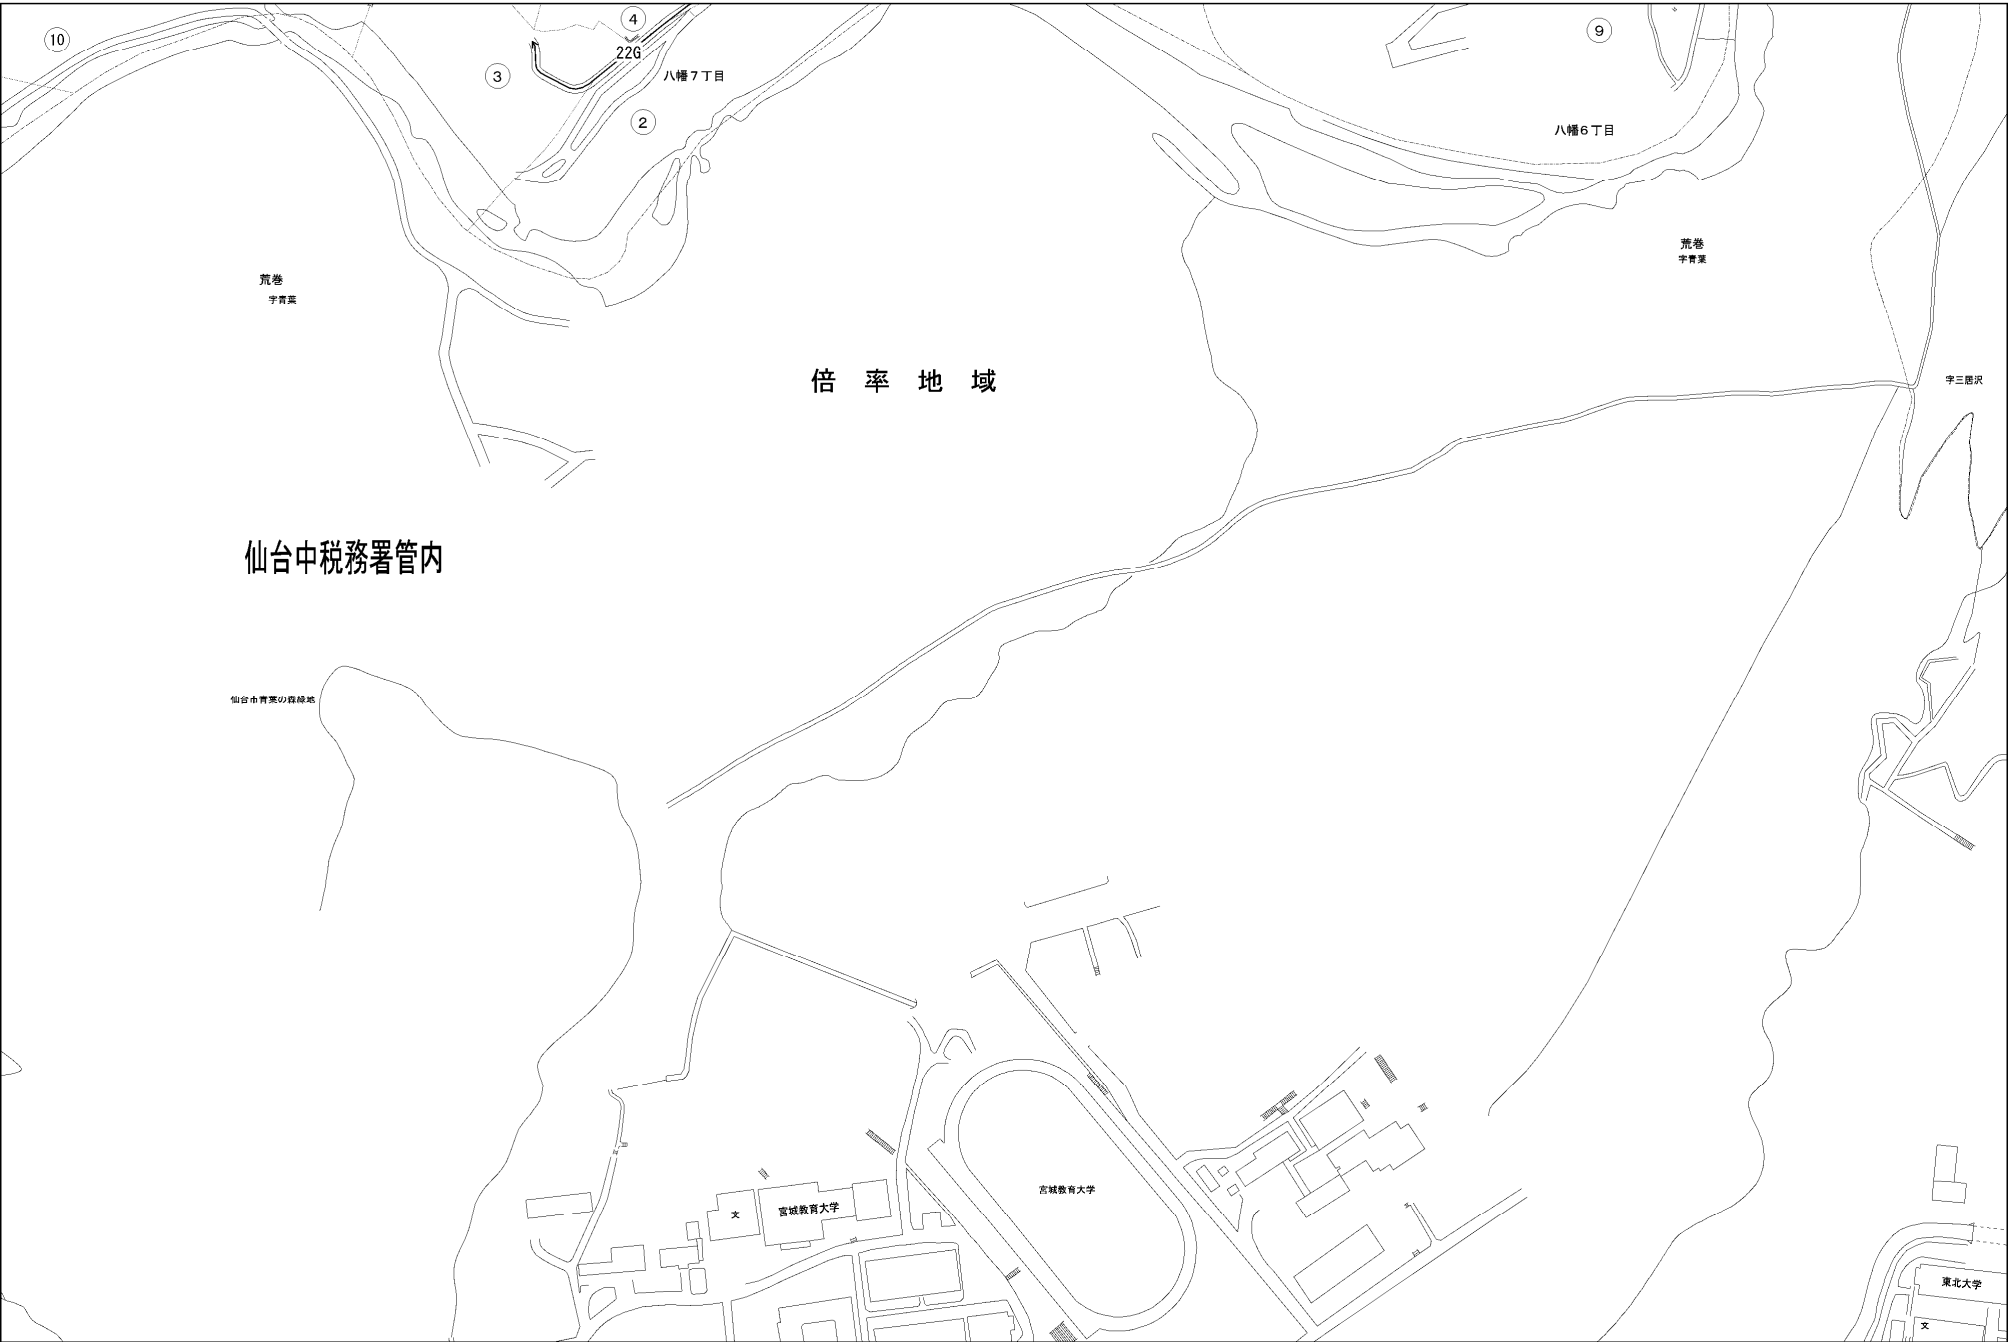 ⑩
④
22G
③
八幡7丁目
②
⑨
八幡6丁目
荒巻
字青葉
荒巻
字青葉
倍率地域
字三居沢
仙台中税務署管内
仙台市青葉の森緑地
宮城教育大学
文
宮城教育大学
東北大学
文